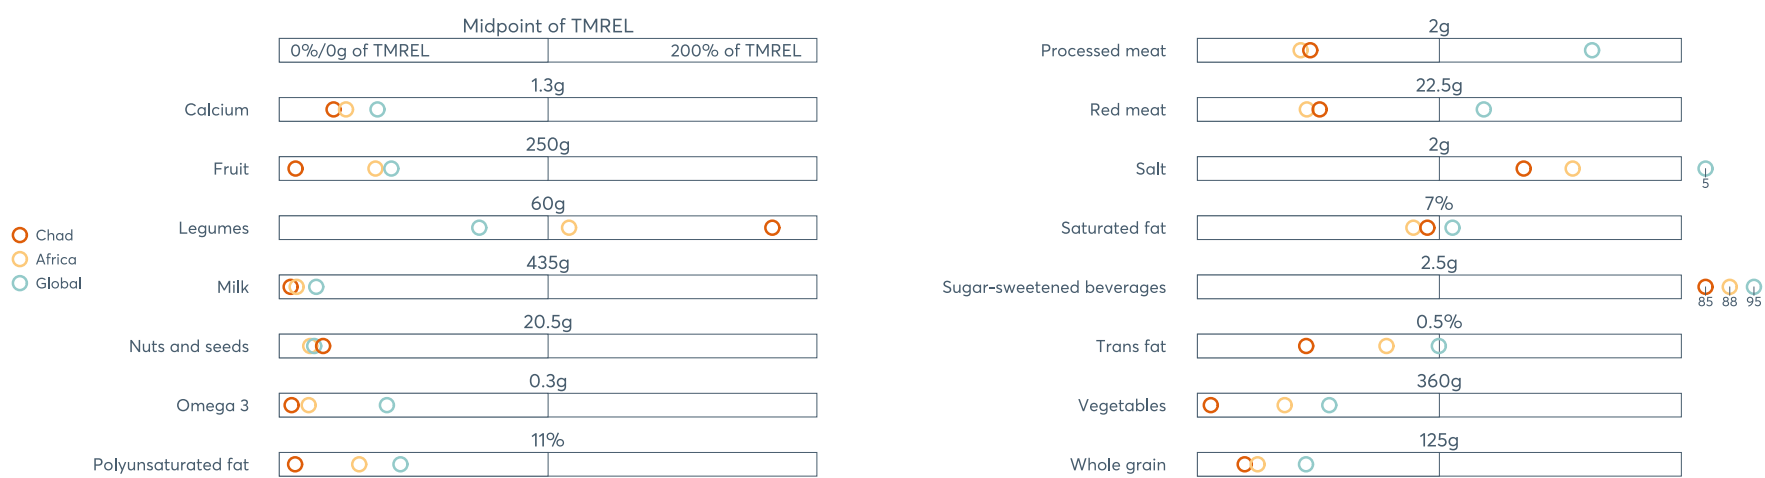 Midpoint of TMREL
0%/0g of TMREL 200% of TMREL
1.3g
Calcium
250g
Fruit
60g
Legumes
435g
Milk
20.5g
Nuts and seeds
0.3g
Omega 3
11%
Polyunsaturated fat
Chad
Africa
Global
2g
Processed meat
22.5g
Red meat
2g
Salt
5
7%
Saturated fat
2.5g
Sugar-sweetened beverages
85 88 95
0.5%
Trans fat
360g
Vegetables
125g
Whole grain